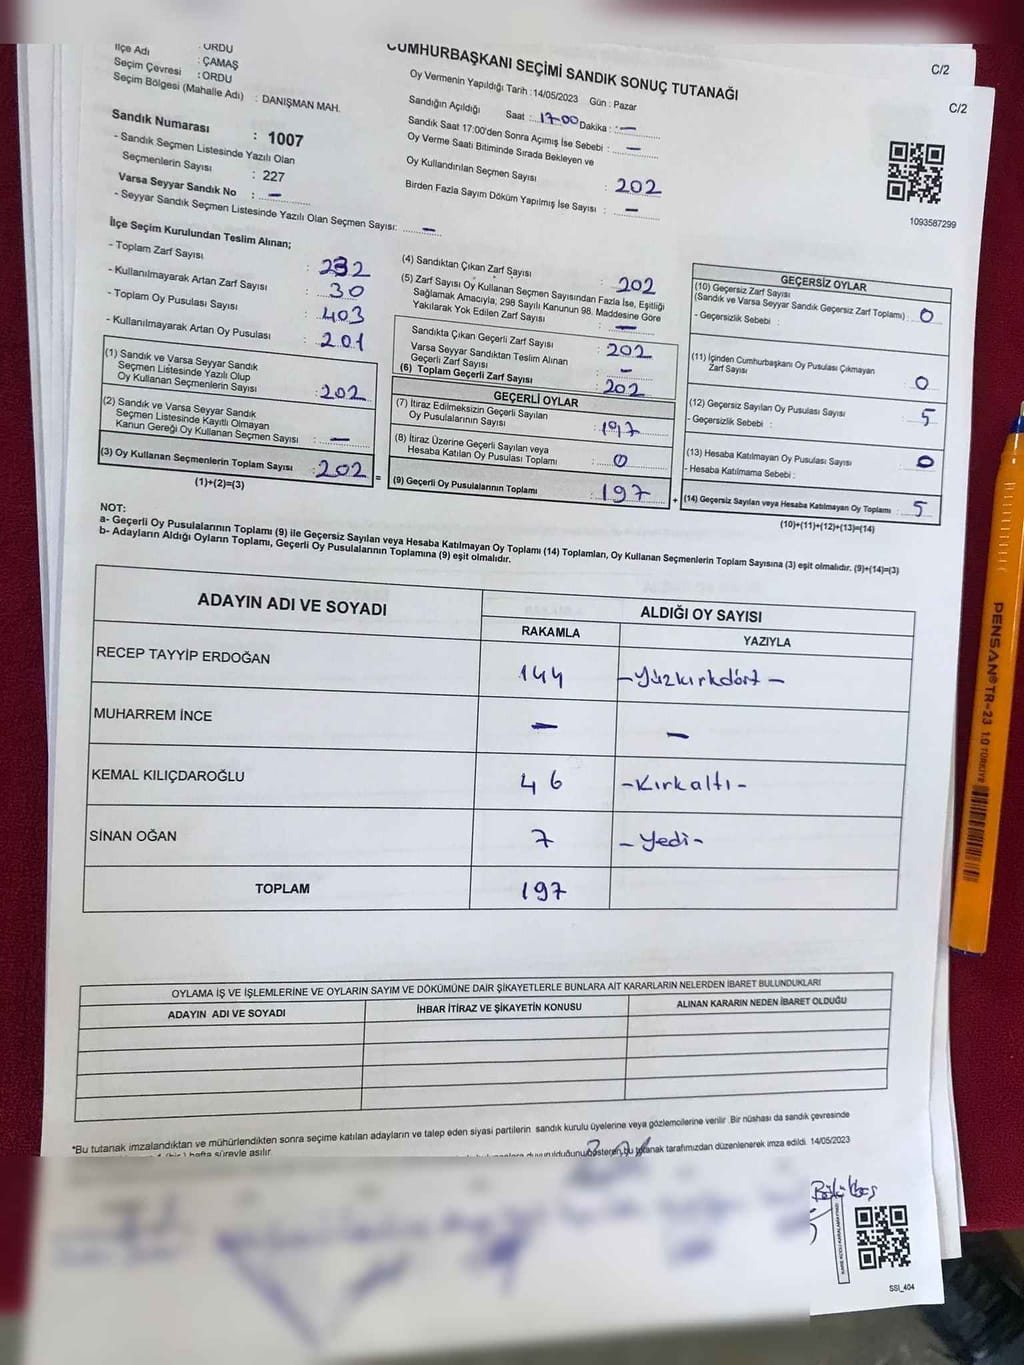 C/2
İlçe Adı : ORDU
: ÇAMAŞ
Seçim Çevresi : ORDU
Seçim Bölgesi (Mahalle Adı) : DANIŞMAN MAH.
Sandık Numarası : 1007
- Sandık Seçmen Listesinde Yazılı Olan
Seçmenlerin Sayısı : 227
Varsa Seyyar Sandık No : -
- Seyyar Sandık Seçmen Listesinde Yazılı Olan Seçmen Sayısı: -
CUMHURBAŞKANI SEÇİMİ SANDIK SONUÇ TUTANAĞI
Oy Vermenin Yapıldığı Tarih : 14/05/2023 Gün : Pazar
Sandığın Açıldığı Saat : 17:00 Dakika : -
Sandık Saat 17:00'den Sonra Açımış İse Sebebi : -
Oy Verme Saati Bitiminde Sırada Bekleyen ve
Oy Kullandırılan Seçmen Sayısı : 202
Birden Fazla Sayım Döküm Yapılmış İse Sayısı : -
C/2
1093587299
İlçe Seçim Kurulundan Teslim Alınan;
- Toplam Zarf Sayısı : 232
- Kullanılmayarak Artan Zarf Sayısı : 30
- Toplam Oy Pusulası Sayısı : 403
- Kullanılmayarak Artan Oy Pusulası : 201
(1) Sandık ve Varsa Seyyar Sandık
Seçmen Listesinde Yazılı Olup
Oy Kullanan Seçmenlerin Sayısı : 202
(2) Sandık ve Varsa Seyyar Sandık
Seçmen Listesinde Kayıtlı Olmayan
Kanun Gereği Oy Kullanan Seçmen Sayısı : -
(3) Oy Kullanan Seçmenlerin Toplam Sayısı : 202
(1)+(2)=(3)
(4) Sandıktan Çıkan Zarf Sayısı : 202
(5) Zarf Sayısı Oy Kullanan Seçmen Sayısından Fazla İse, Eşitliği
Sağlamak Amacıyla, 298 Sayılı Kanunun 98. Maddesine Göre
Yakılarak Yok Edilen Zarf Sayısı : -
Sandıkta Çıkan Geçerli Zarf Sayısı : 202
Varsa Seyyar Sandıktan Teslim Alınan
Geçerli Zarf Sayısı : -
(6) Toplam Geçerli Zarf Sayısı : 202
GEÇERLİ OYLAR
(7) İtiraz Edilmeksizin Geçerli Sayılan
Oy Pusulalarının Sayısı : 197
(8) İtiraz Üzerine Geçerli Sayılan veya
Hesaba Katılan Oy Pusulası Toplamı : 0
= (9) Geçerli Oy Pusulalarının Toplamı : 197
GEÇERSİZ OYLAR
(10) Geçersiz Zarf Sayısı
(Sandık ve Varsa Seyyar Sandık Geçersiz Zarf Toplamı) : 0
- Geçersizlik Sebebi :
(11) İçinden Cumhurbaşkanı Oy Pusulası Çıkmayan
Zarf Sayısı : 0
(12) Geçersiz Sayılan Oy Pusulası Sayısı : 5
- Geçersizlik Sebebi :
(13) Hesaba Katılmayan Oy Pusulası Sayısı : 0
- Hesaba Katılmama Sebebi :
+ (14) Geçersiz Sayılan veya Hesaba Katılmayan Oy Toplamı : 5
(10)+(11)+(12)+(13)=(14)
NOT:
a- Geçerli Oy Pusulalarının Toplamı (9) ile Geçersiz Sayılan veya Hesaba Katılmayan Oy Toplamı (14) Toplamları, Oy Kullanan Seçmenlerin Toplam Sayısına (3) eşit olmalıdır. (9)+(14)=(3)
b- Adayların Aldığı Oyların Toplamı, Geçerli Oy Pusulalarının Toplamına (9) eşit olmalıdır.
ADAYIN ADI VE SOYADI ALDIĞI OY SAYISI
RAKAMLA YAZIYLA
RECEP TAYYİP ERDOĞAN 144 -Yüzkırkdört-
MUHARREM İNCE - -
KEMAL KILIÇDAROĞLU 46 -Kırkaltı-
SİNAN OĞAN 7 -Yedi-
TOPLAM 197
PENSAN® TR-23 1.0 TÜRKİYE
OYLAMA İŞ VE İŞLEMLERİNE VE OYLARIN SAYIM VE DÖKÜMÜNE DAİR ŞİKAYETLERLE BUNLARA AİT KARARLARIN NELERDEN İBARET BULUNDUKLARI
ADAYIN ADI VE SOYADI İHBAR İTİRAZ VE ŞİKAYETİN KONUSU ALINAN KARARIN NEDEN İBARET OLDUĞU
*Bu tutanak imzalandıktan ve mühürlendikten sonra seçime katılan adayların ve talep eden siyasi partilerin sandık kurulu üyelerine veya gözlemcilerine verilir. Bir nüshası da sandık çevresinde
hafta süreyle asılır.
duyurulduğunu gösteren bu tutanak tarafımızdan düzenlenerek imza edildi. 14/05/2023
SSI_404